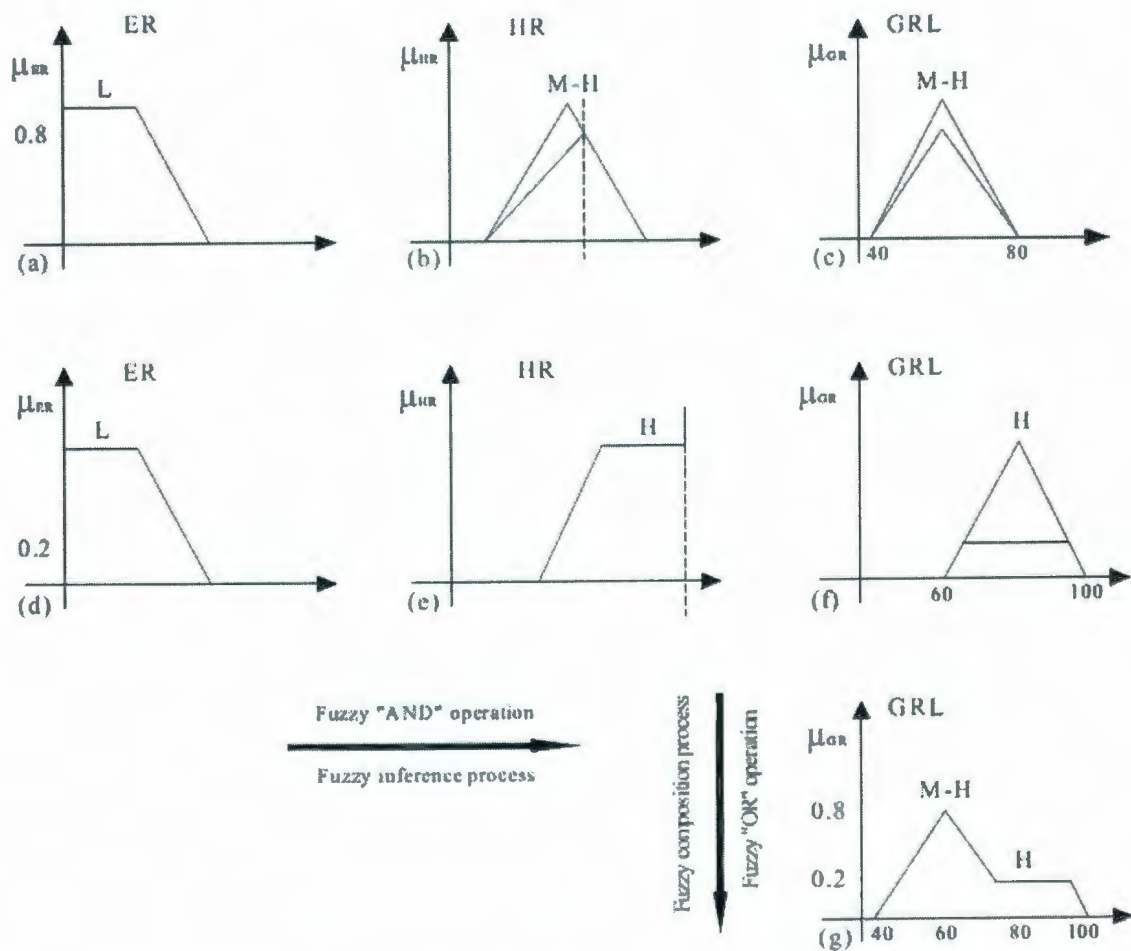 ER
μER
L
0.8
(a)
HR
μHR
M-H
(b)
GRL
μGR
M-H
40
80
(c)
ER
μER
L
0.2
(d)
HR
μHR
H
(e)
GRL
μGR
H
60
100
(f)
Fuzzy "AND" operation
Fuzzy inference process
Fuzzy composition process
Fuzzy "OR" operation
GRL
μGR
M-H
0.8
H
0.2
40
60
80
100
(g)